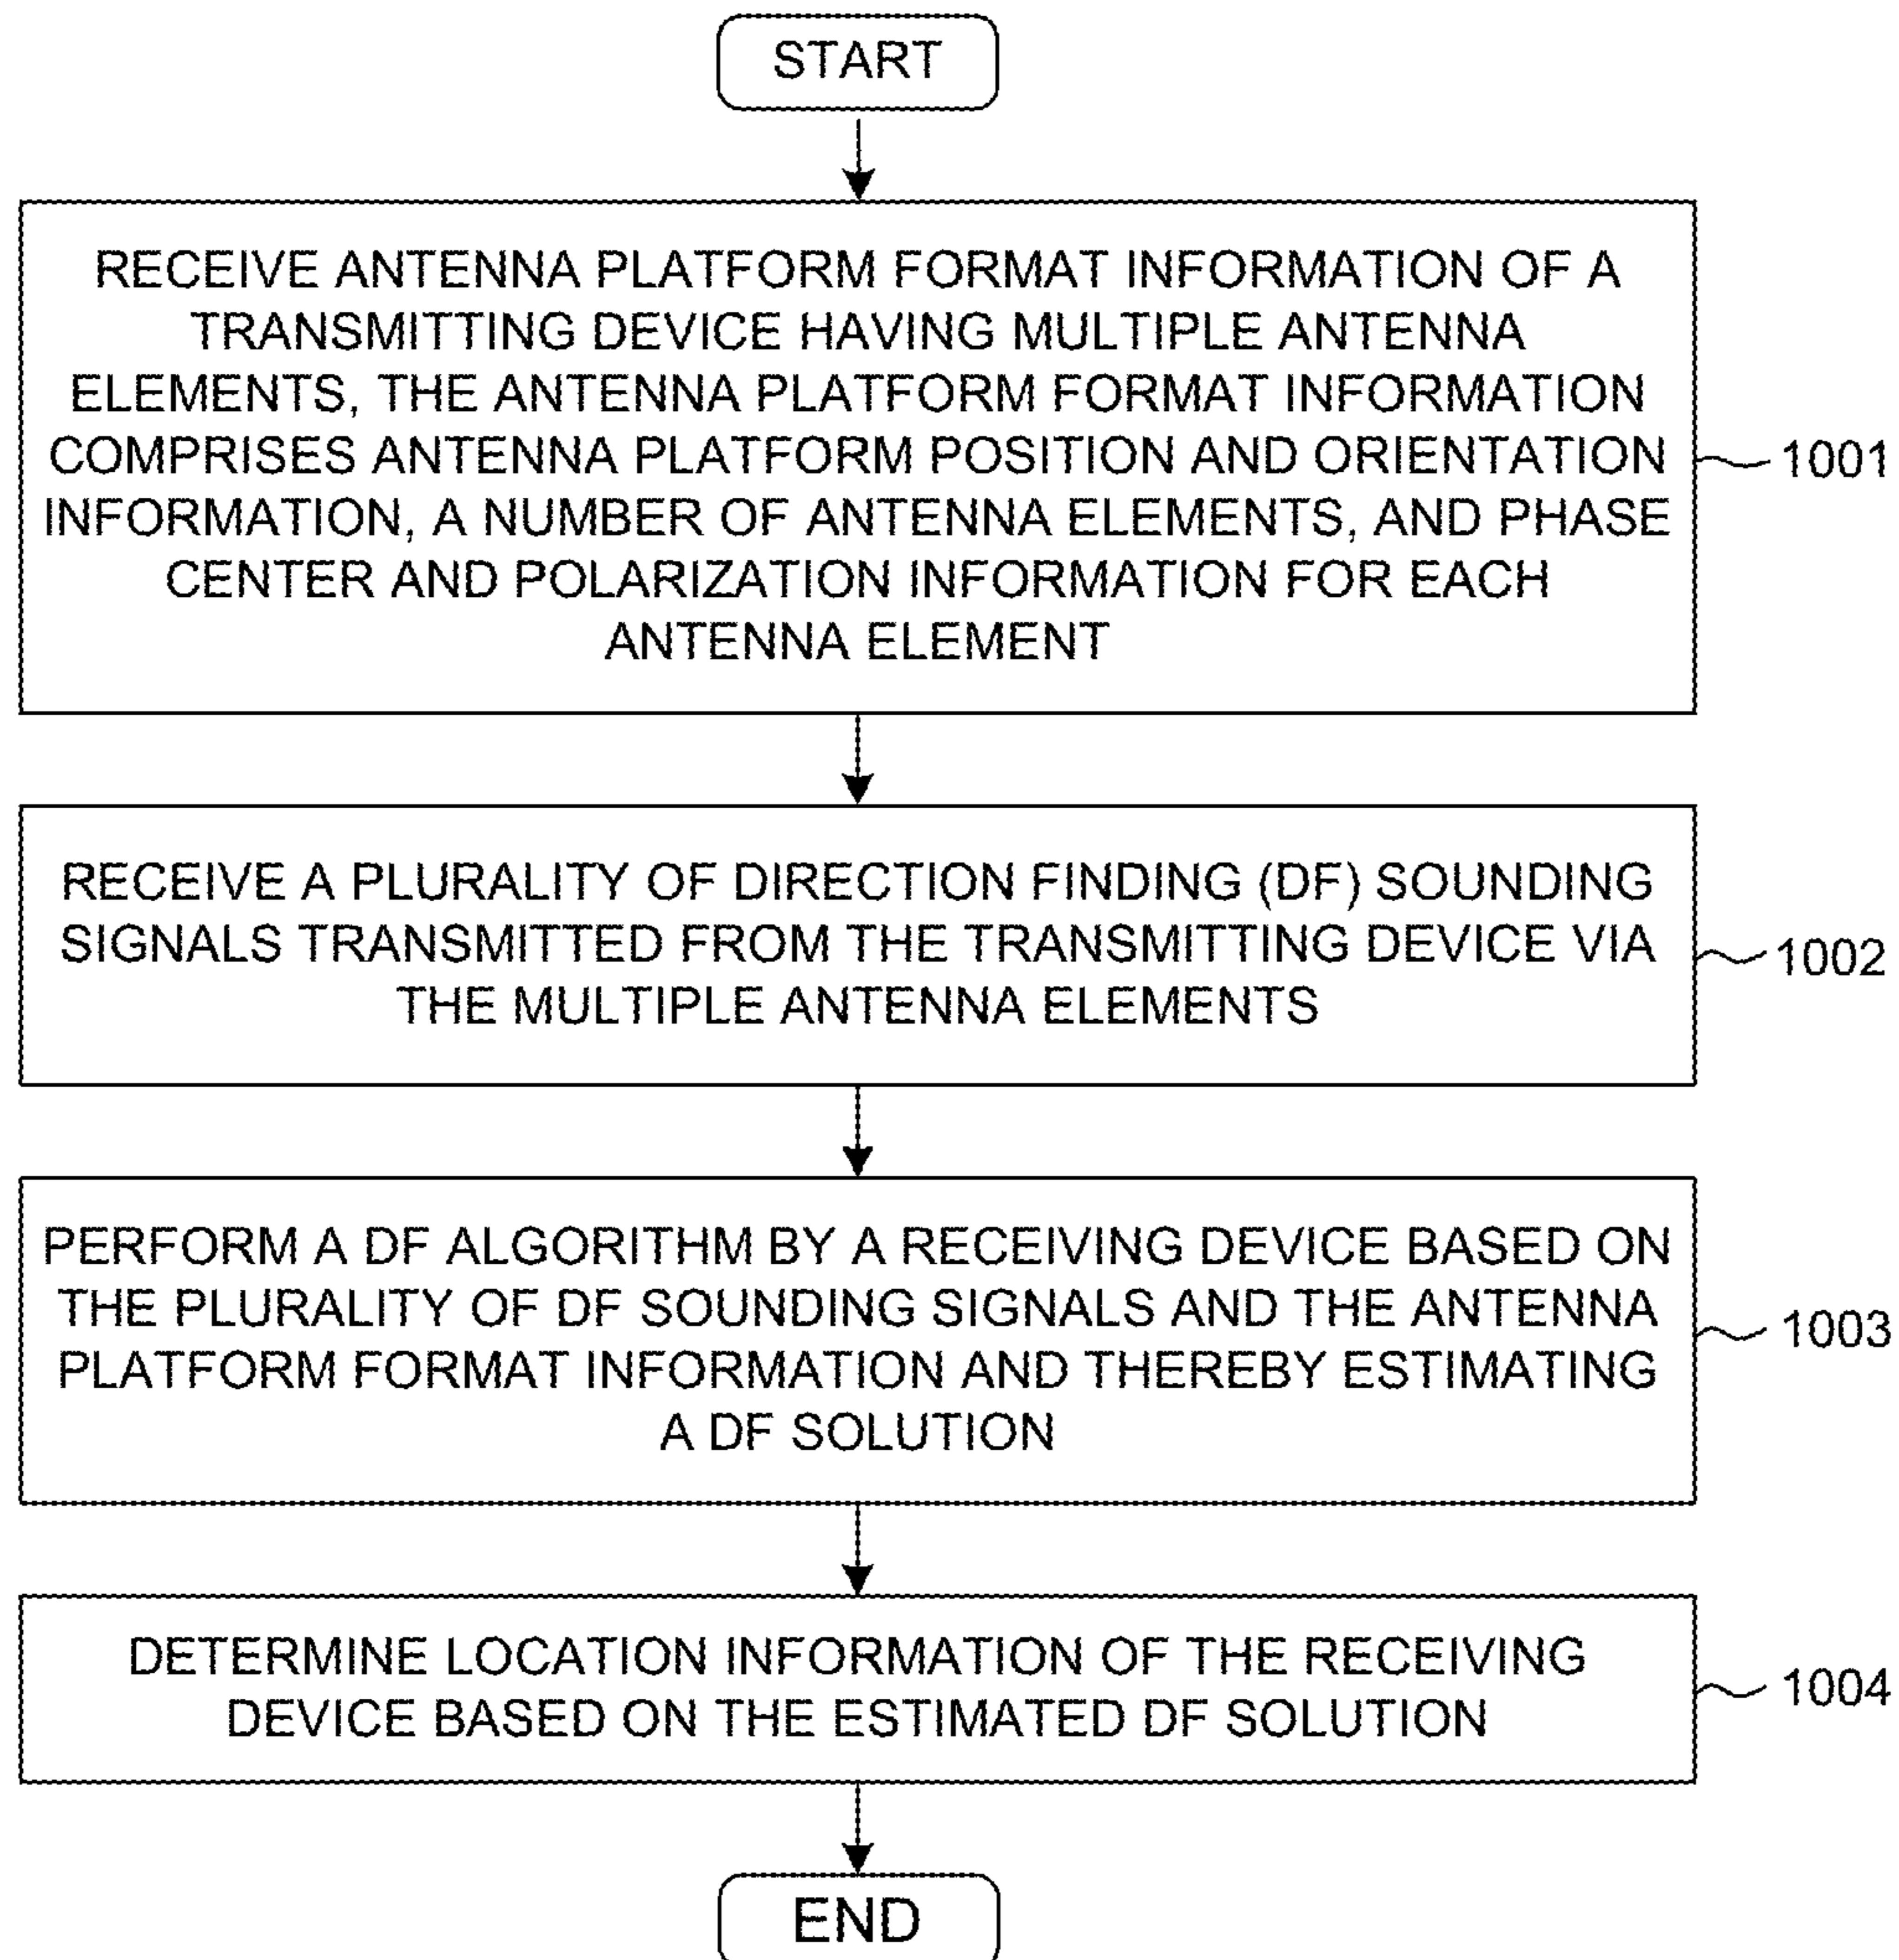 START
RECEIVE ANTENNA PLATFORM FORMAT INFORMATION OF A
TRANSMITTING DEVICE HAVING MULTIPLE ANTENNA
ELEMENTS, THE ANTENNA PLATFORM FORMAT INFORMATION
COMPRISES ANTENNA PLATFORM POSITION AND ORIENTATION
INFORMATION, A NUMBER OF ANTENNA ELEMENTS, AND PHASE
CENTER AND POLARIZATION INFORMATION FOR EACH
ANTENNA ELEMENT
1001
RECEIVE A PLURALITY OF DIRECTION FINDING (DF) SOUNDING
SIGNALS TRANSMITTED FROM THE TRANSMITTING DEVICE VIA
THE MULTIPLE ANTENNA ELEMENTS
1002
PERFORM A DF ALGORITHM BY A RECEIVING DEVICE BASED ON
THE PLURALITY OF DF SOUNDING SIGNALS AND THE ANTENNA
PLATFORM FORMAT INFORMATION AND THEREBY ESTIMATING
A DF SOLUTION
1003
DETERMINE LOCATION INFORMATION OF THE RECEIVING
DEVICE BASED ON THE ESTIMATED DF SOLUTION
1004
END